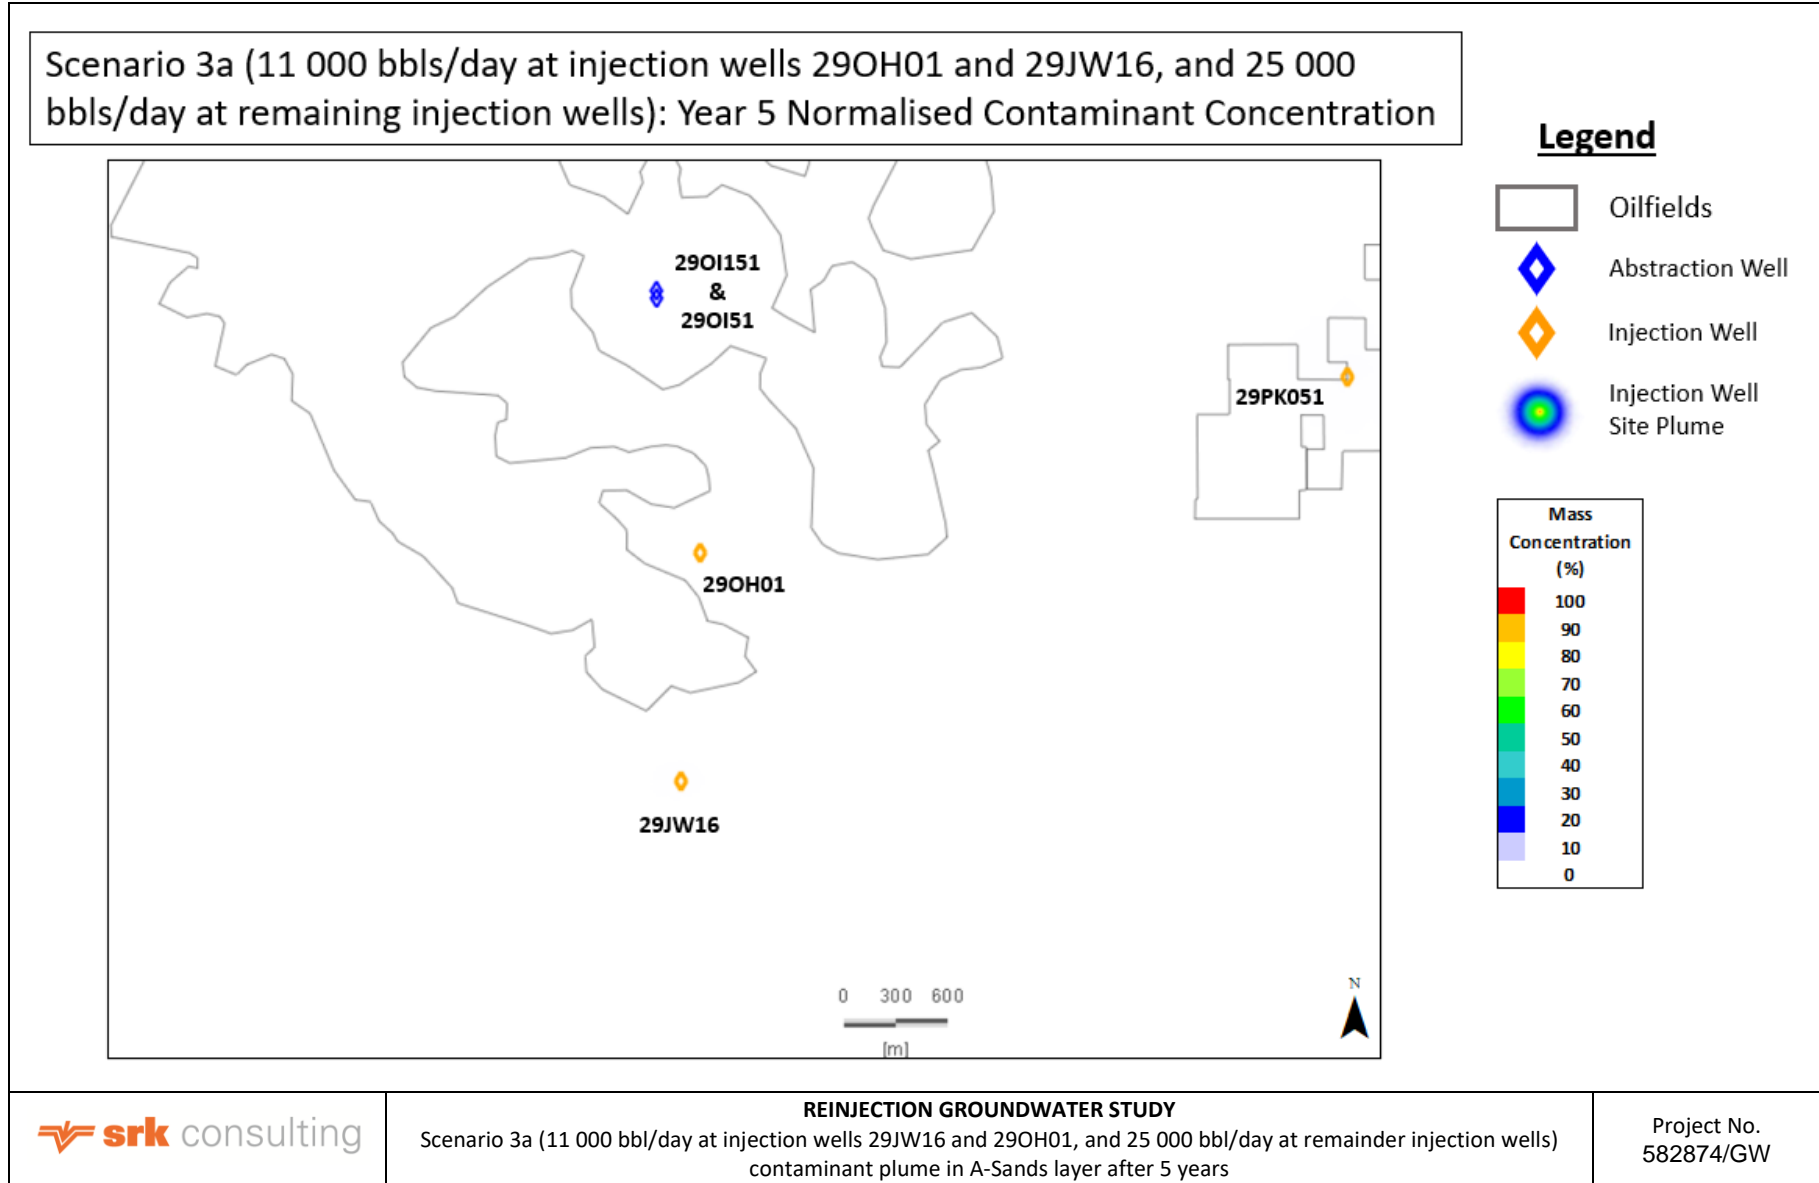 Scenario 3a (11 000 bbls/day at injection wells 29OH01 and 29JW16, and 25 000
bbls/day at remaining injection wells): Year 5 Normalised Contaminant Concentration
Legend
Oilfields
Abstraction Well
Injection Well
Injection Well
Site Plume
Mass
Concentration
(%)
100
90
80
70
60
50
40
30
20
10
0
29OI151
&
29OI51
29PK051
29OH01
29JW16
0 300 600
[m]
N
srk consulting
REINJECTION GROUNDWATER STUDY
Scenario 3a (11 000 bbl/day at injection wells 29JW16 and 29OH01, and 25 000 bbl/day at remainder injection wells)
contaminant plume in A-Sands layer after 5 years
Project No.
582874/GW